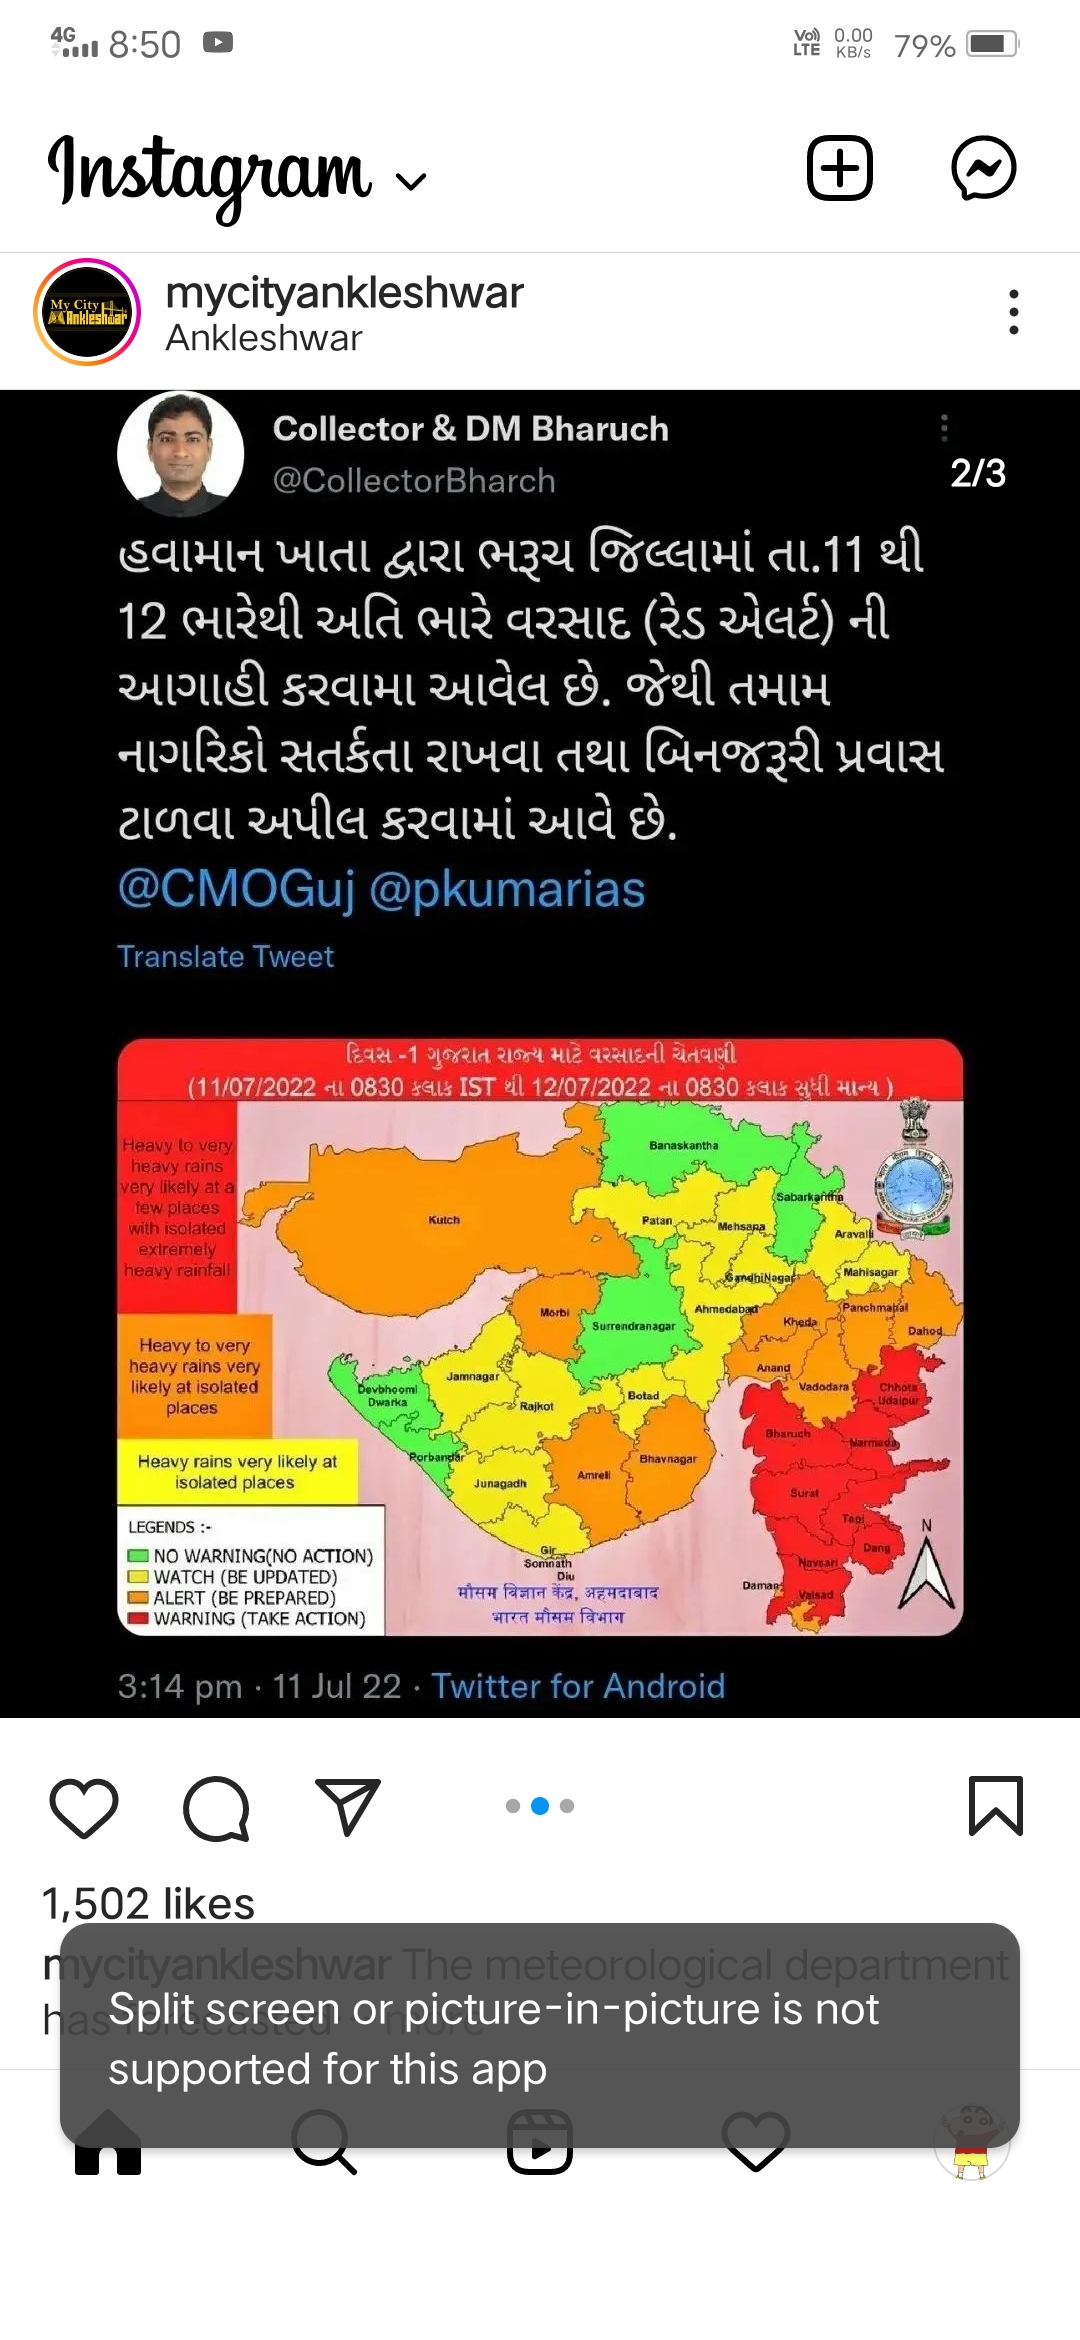 4G 8:50 Vo) LTE 0.00 KB/s 79%
Instagram
My City Ankleshwar
mycityankleshwar
Ankleshwar
Collector & DM Bharuch
@CollectorBharch
2/3
હવામાન ખાતા દ્વારા ભરૂચ જિલ્લામાં તા.11 થી
12 ભારેથી અતિ ભારે વરસાદ (રેડ એલર્ટ) ની
આગાહી કરવામા આવેલ છે. જેથી તમામ
નાગરિકો સતર્કતા રાખવા તથા બિનજરૂરી પ્રવાસ
ટાળવા અપીલ કરવામાં આવે છે.
@CMOGuj @pkumarias
Translate Tweet
દિવસ -1 ગુજરાત રાજ્ય માટે વરસાદની ચેતવણી
(11/07/2022 ના 0830 કલાક IST થી 12/07/2022 ના 0830 કલાક સુધી માન્ય )
Heavy to very
heavy rains
very likely at a
few places
with isolated
extremely
heavy rainfall
Heavy to very
heavy rains very
likely at isolated
places
Heavy rains very likely at
isolated places
LEGENDS :-
NO WARNING(NO ACTION)
WATCH (BE UPDATED)
ALERT (BE PREPARED)
WARNING (TAKE ACTION)
Banaskantha
Sabarkantha
Kutch
Patan
Mehsana
Aravalli
GandhiNagar
Mahisagar
Morbi
Surrendranagar
Ahmedabad
Kheda
Panchmahal
Dahod
Jamnagar
Devbhoomi
Dwarka
Rajkot
Botad
Anand
Vadodara
Chhota
Udaipur
Bharuch
Narmada
Porbandar
Junagadh
Amreli
Bhavnagar
Surat
Tapi
Gir
Somnath
Diu
Navsari
Dang
Daman
Valsad
N
मौसम विज्ञान केंद्र, अहमदाबाद
भारत मौसम विभाग
3:14 pm · 11 Jul 22 · Twitter for Android
1,502 likes
mycityankleshwar The meteorological department
has forecasted... more
Split screen or picture-in-picture is not
supported for this app